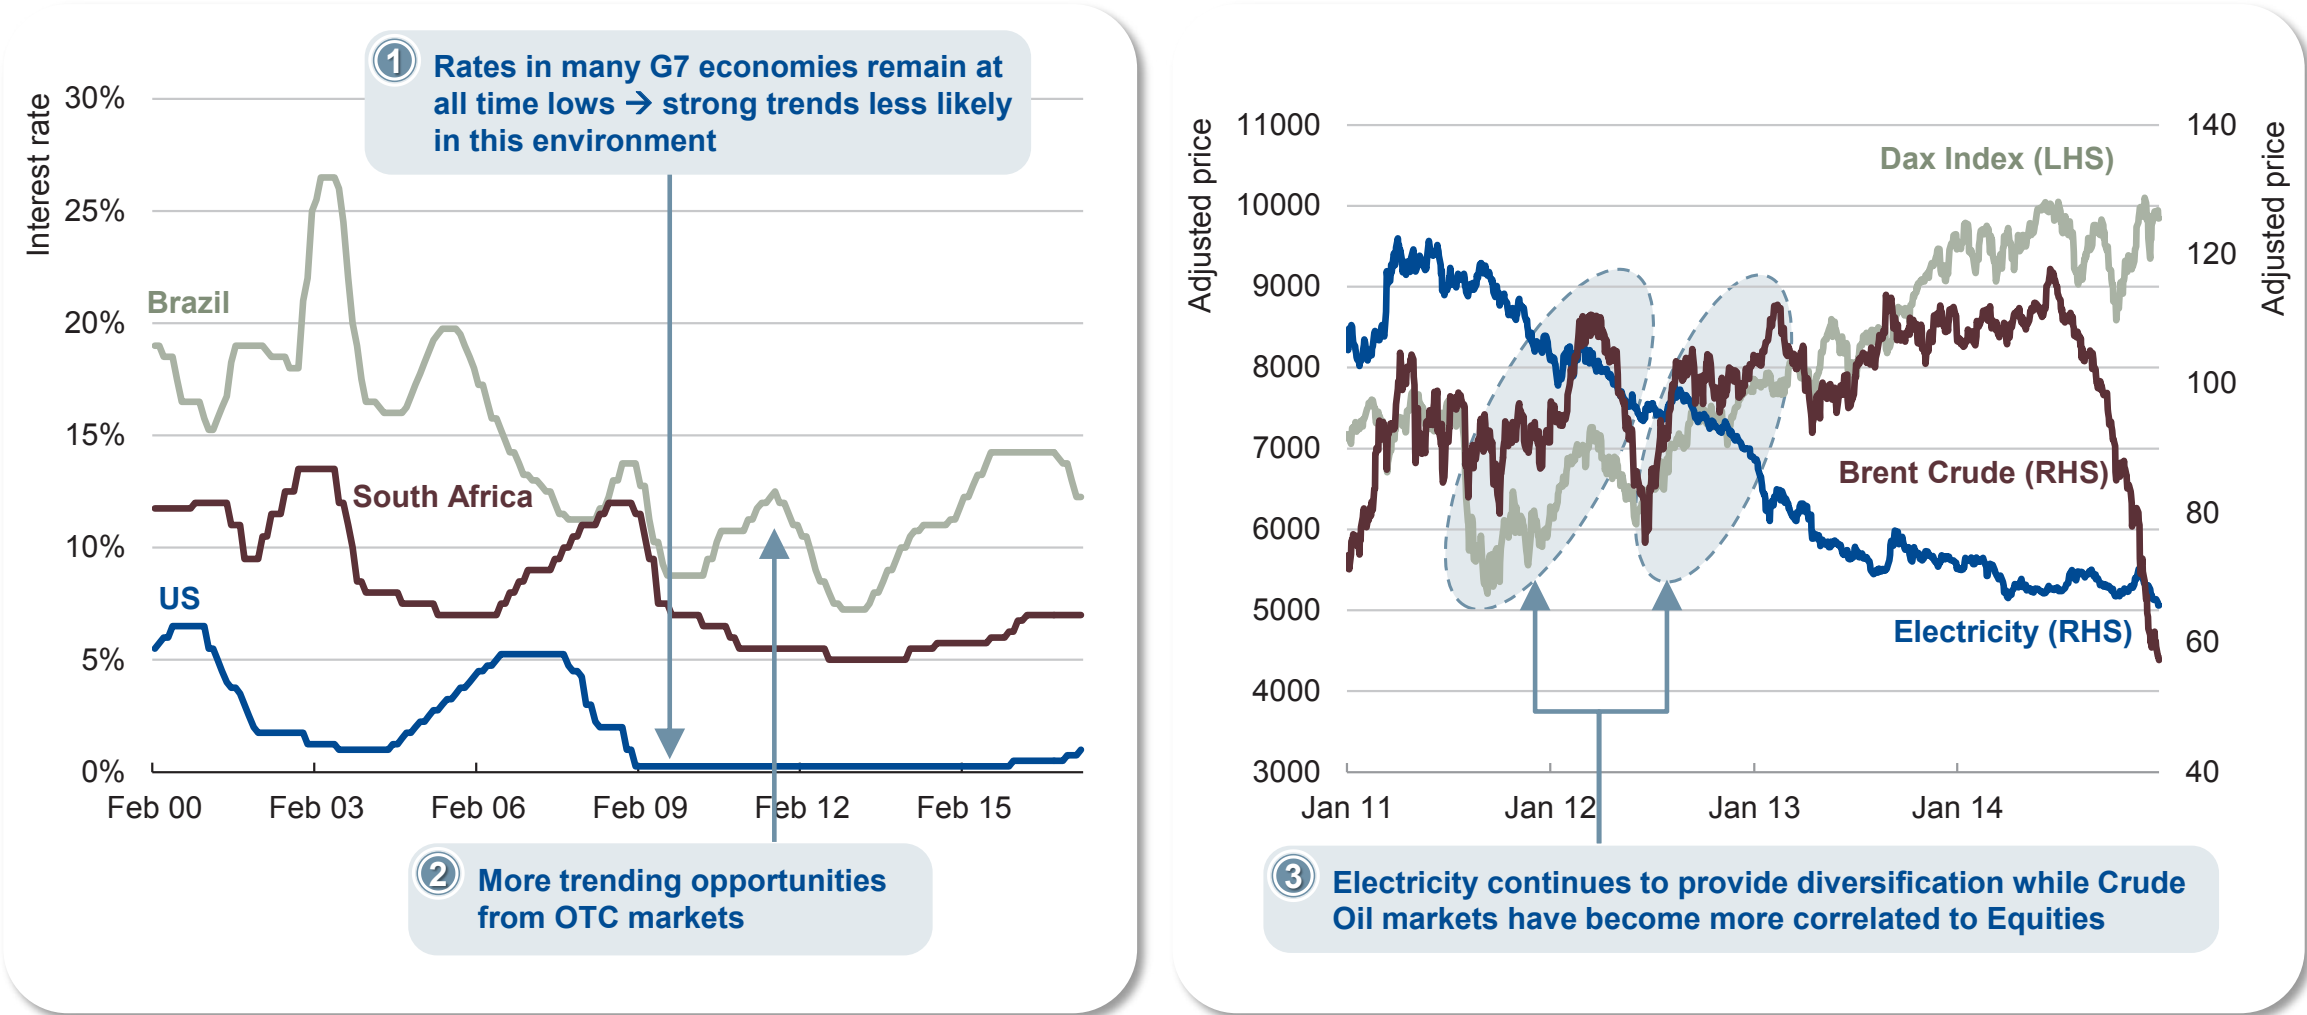 1
Rates in many G7 economies remain at
all time lows → strong trends less likely
in this environment
Interest rate
30%
25%
20%
15%
10%
5%
0%
Brazil
South Africa
US
Feb 00
Feb 03
Feb 06
Feb 09
Feb 12
Feb 15
2
More trending opportunities
from OTC markets
Adjusted price
11000
10000
9000
8000
7000
6000
5000
4000
3000
Dax Index (LHS)
Brent Crude (RHS)
Electricity (RHS)
140
120
100
80
60
40
Adjusted price
Jan 11
Jan 12
Jan 13
Jan 14
3
Electricity continues to provide diversification while Crude
Oil markets have become more correlated to Equities